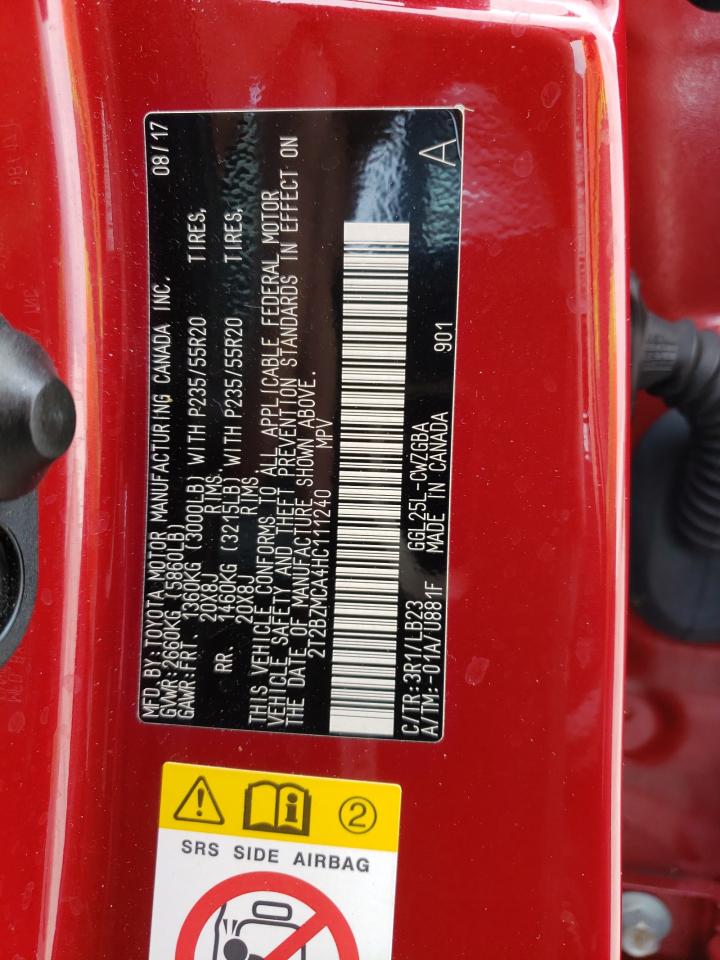 MFD.BY:TOYOTA MOTOR MANUFACTURING CANADA INC. 08/17
GVWR:2660KG (5860LB)
GAWR:FRT. 1360KG (3000LB) WITH P235/55R20 TIRES,
20X8J RIMS.
RR. 1460KG (3215LB) WITH P235/55R20 TIRES,
20X8J RIMS
THIS VEHICLE CONFORMS TO ALL APPLICABLE FEDERAL MOTOR
VEHICLE SAFETY AND THEFT PREVENTION STANDARDS IN EFFECT ON
THE DATE OF MANUFACTURE SHOWN ABOVE.
2T2BZMCA4HC111240 MPV
C/TR:3R1/LB23 GGL25L-CWZGBA
A/TM:-01A/U881F MADE IN CANADA 901 A
2
SRS SIDE AIRBAG